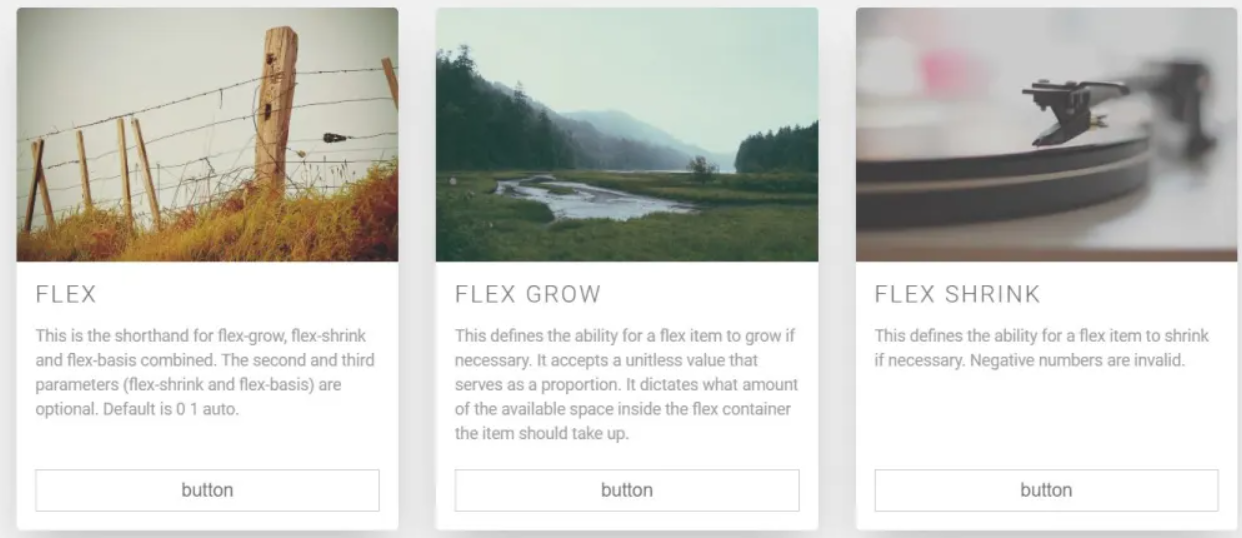 FLEX
This is the shorthand for flex-grow, flex-shrink
and flex-basis combined. The second and third
parameters (flex-shrink and flex-basis) are
optional. Default is 0 1 auto.
button
FLEX GROW
This defines the ability for a flex item to grow if
necessary. It accepts a unitless value that
serves as a proportion. It dictates what amount
of the available space inside the flex container
the item should take up.
button
FLEX SHRINK
This defines the ability for a flex item to shrink
if necessary. Negative numbers are invalid.
button